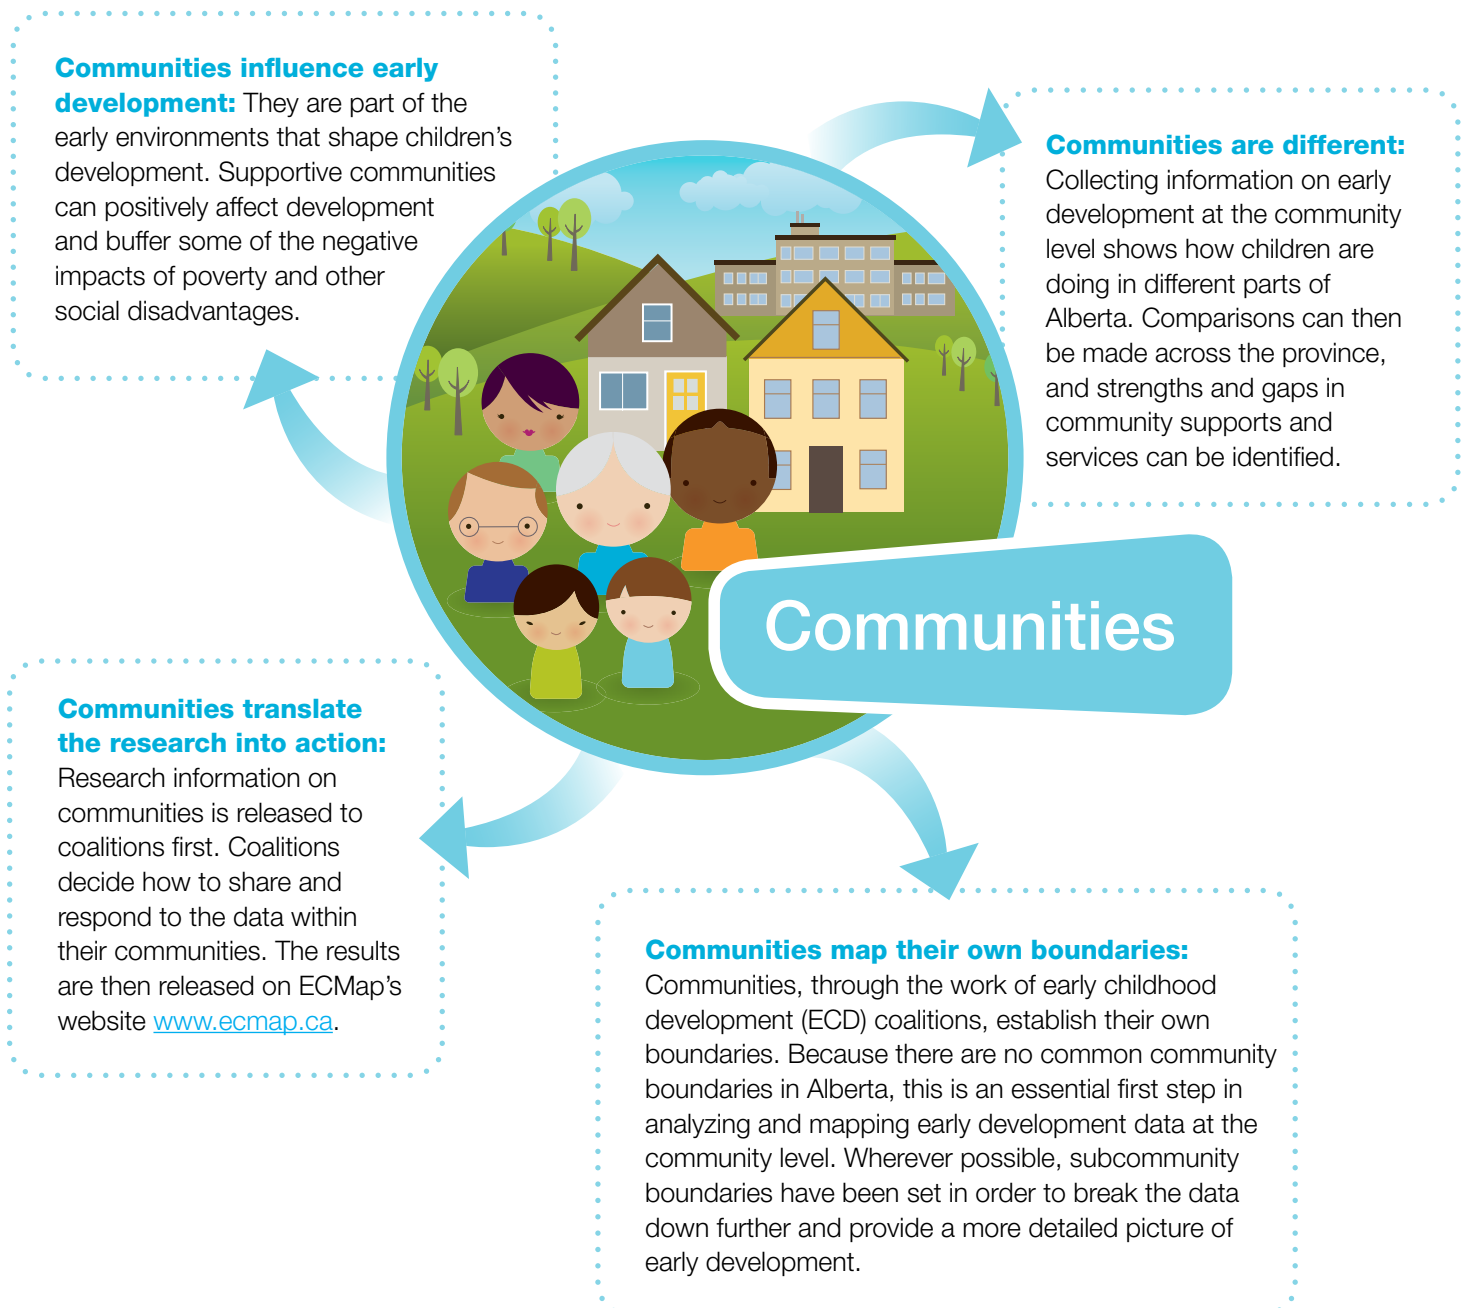 Communities influence early
development: They are part of the
early environments that shape children’s
development. Supportive communities
can positively affect development
and buffer some of the negative
impacts of poverty and other
social disadvantages.
Communities are different:
Collecting information on early
development at the community
level shows how children are
doing in different parts of
Alberta. Comparisons can then
be made across the province,
and strengths and gaps in
community supports and
services can be identified.
Communities
Communities translate
the research into action:
Research information on
communities is released to
coalitions first. Coalitions
decide how to share and
respond to the data within
their communities. The results
are then released on ECMap’s
website www.ecmap.ca.
Communities map their own boundaries:
Communities, through the work of early childhood
development (ECD) coalitions, establish their own
boundaries. Because there are no common community
boundaries in Alberta, this is an essential first step in
analyzing and mapping early development data at the
community level. Wherever possible, subcommunity
boundaries have been set in order to break the data
down further and provide a more detailed picture of
early development.